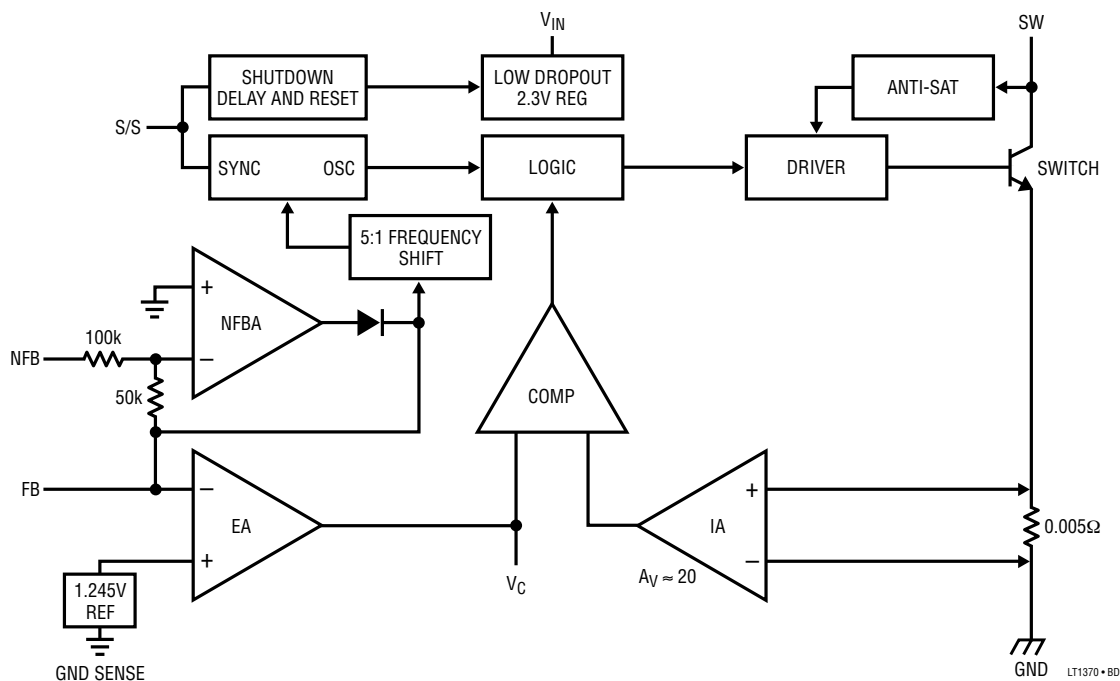 V_IN
SW
SHUTDOWN
DELAY AND RESET
LOW DROPOUT
2.3V REG
ANTI-SAT
S/S
SYNC
OSC
LOGIC
DRIVER
SWITCH
5:1 FREQUENCY
SHIFT
+
NFBA
–
100k
NFB
50k
COMP
FB
–
EA
+
+
IA
–
0.005Ω
A_V ≈ 20
1.245V
REF
V_C
GND SENSE
GND
LT1370 • BD